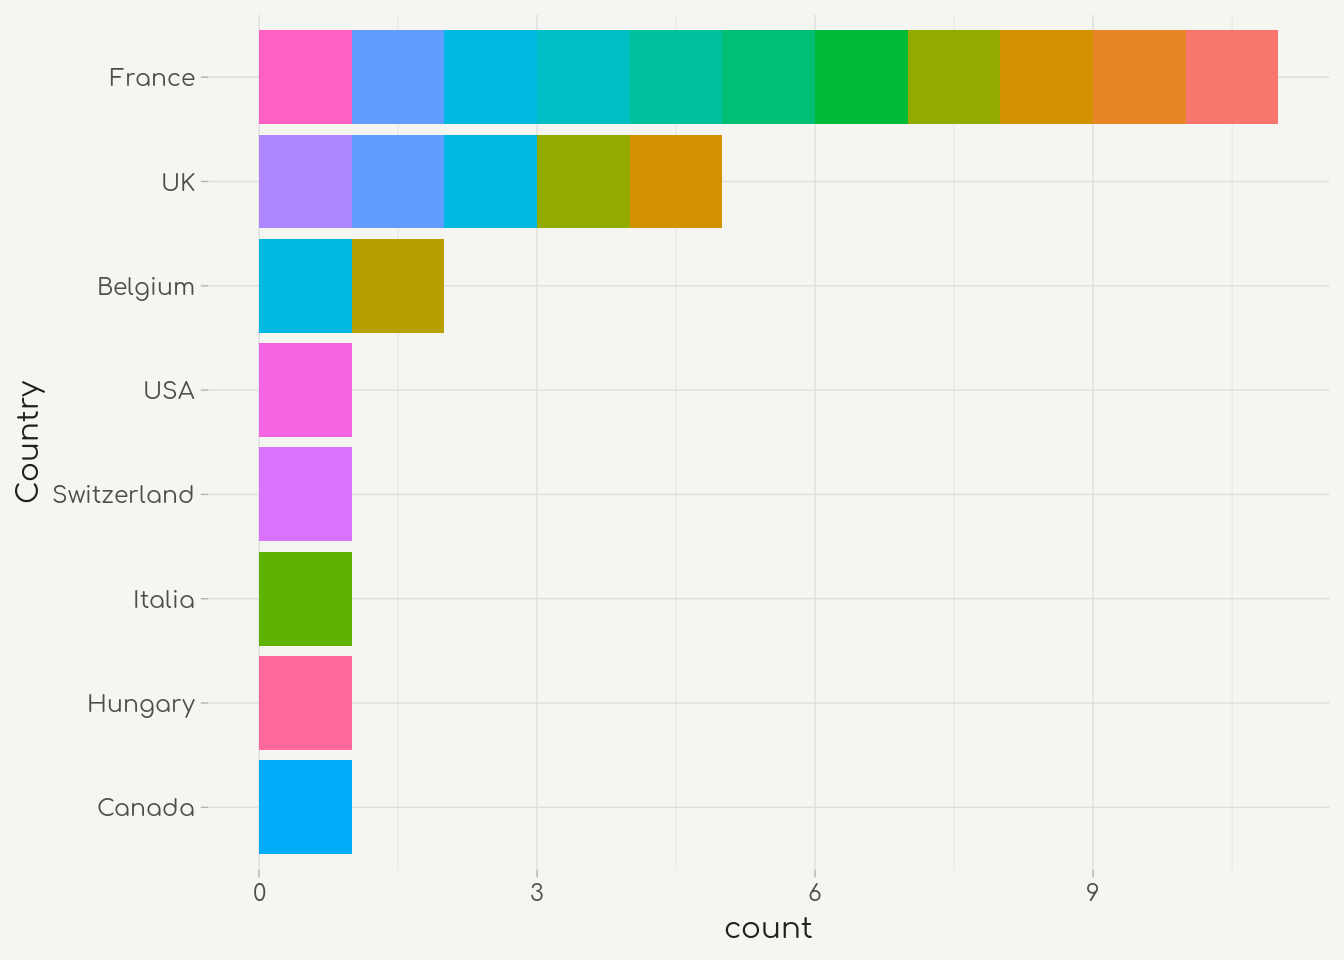 France
UK
Belgium
USA
Switzerland
Italia
Hungary
Canada
Country
0 3 6 9
count